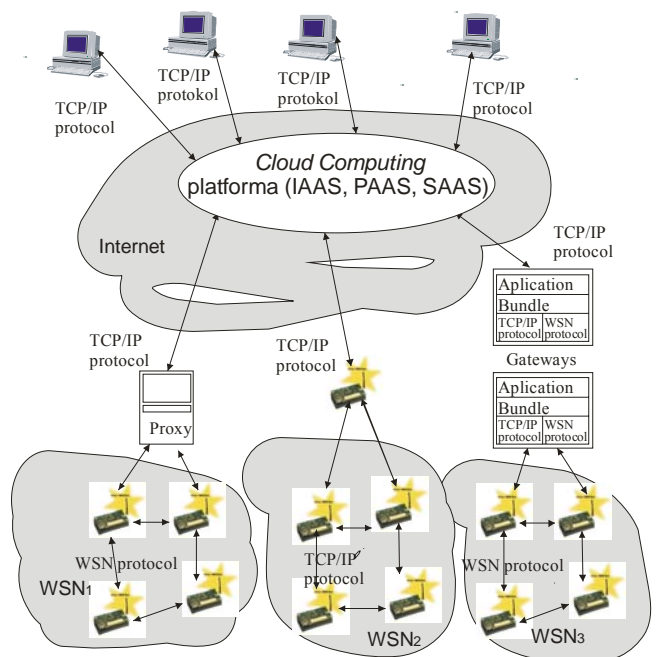 TCP/IP
protocol
TCP/IP
protokol
TCP/IP
protokol
TCP/IP
protocol
Cloud Computing
platforma (IAAS, PAAS, SAAS)
Internet
TCP/IP
protocol
Aplication
Bundle
TCP/IP
protocol
WSN
protocol
Gateways
TCP/IP
protocol
TCP/IP
protocol
Proxy
Aplication
Bundle
TCP/IP
protocol
WSN
protocol
WSN protocol
WSN1
TCP/IP
protocol
WSN2
WSN protocol
WSN3